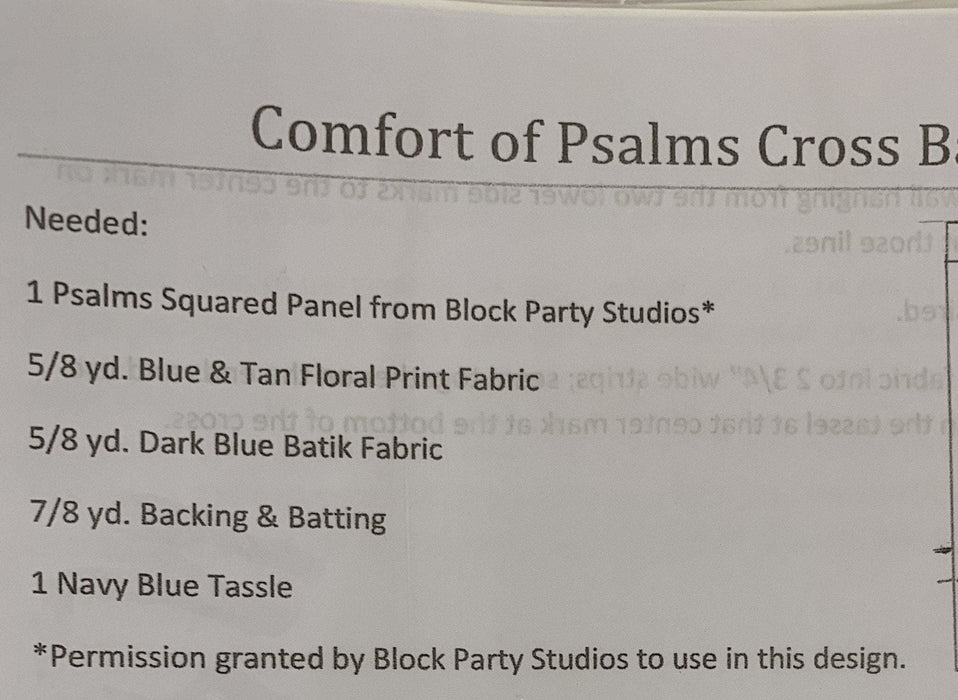 Comfort of Psalms Cross Ba
Needed:
1 Psalms Squared Panel from Block Party Studios*
5/8 yd. Blue & Tan Floral Print Fabric
5/8 yd. Dark Blue Batik Fabric
7/8 yd. Backing & Batting
1 Navy Blue Tassle
*Permission granted by Block Party Studios to use in this design.